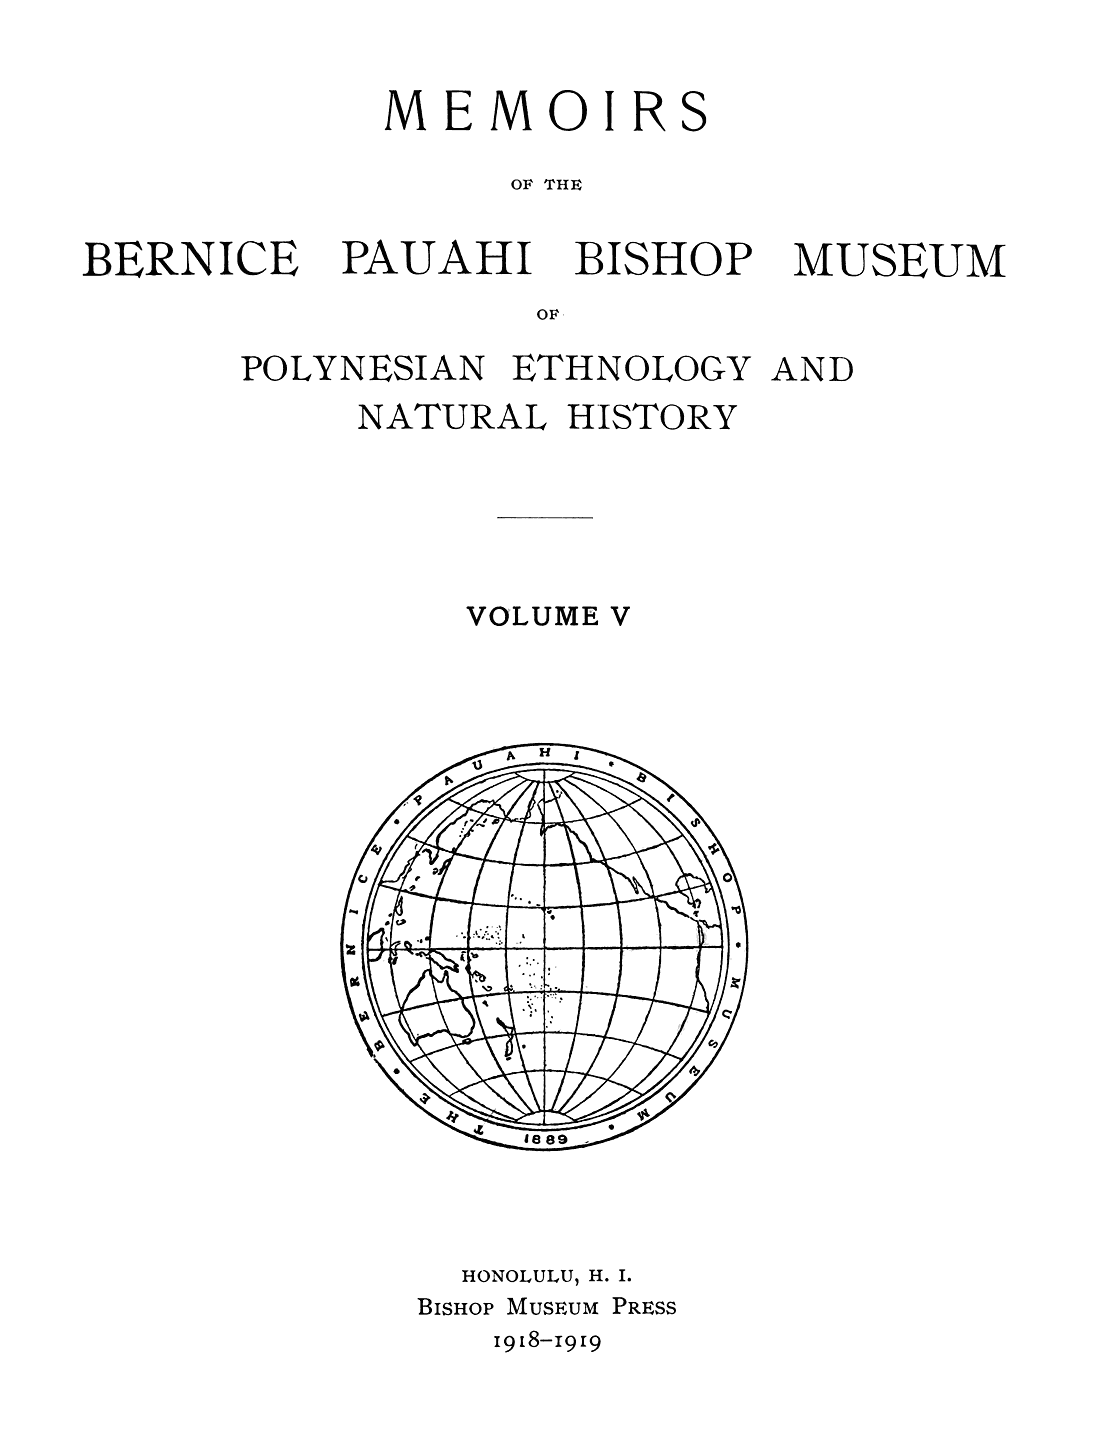 MEMOIRS
OF THE
BERNICE PAUAHI BISHOP MUSEUM
OF
POLYNESIAN ETHNOLOGY AND
NATURAL HISTORY
VOLUME V
THE • BERNICE • PAUAHI • BISHOP • MUSEUM •
1889
HONOLULU, H. I.
BISHOP MUSEUM PRESS
1918–1919